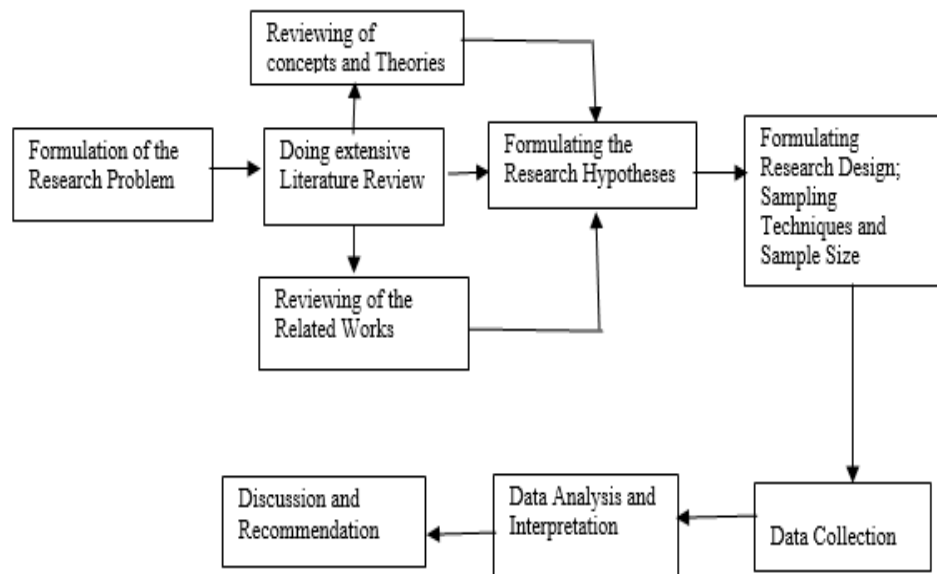 Reviewing of
concepts and Theories
Formulation of the
Research Problem
Doing extensive
Literature Review
Formulating the
Research Hypotheses
Formulating
Research Design;
Sampling
Techniques and
Sample Size
Reviewing of the
Related Works
Discussion and
Recommendation
Data Analysis and
Interpretation
Data Collection